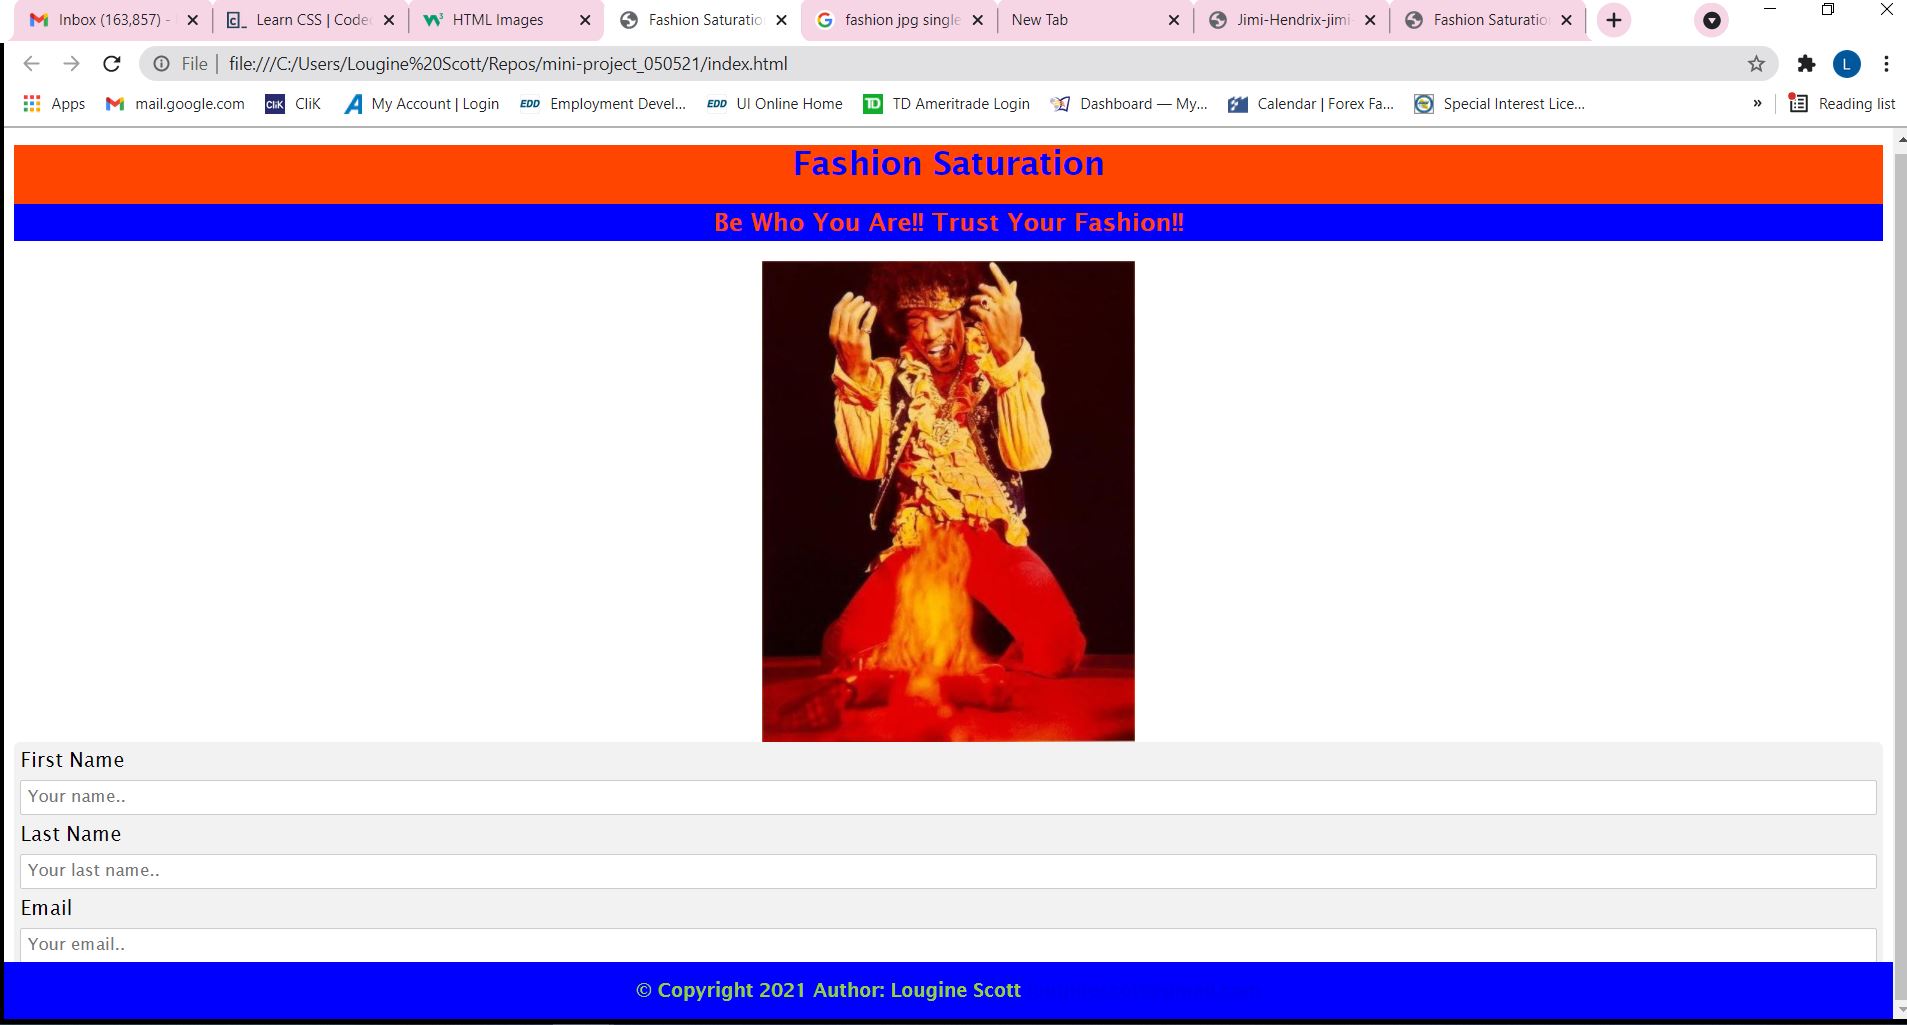 Inbox (163,857) -
Learn CSS | Codec
HTML Images
Fashion Saturatio
fashion jpg single
New Tab
Jimi-Hendrix-jimi-
Fashion Saturatio
File | file:///C:/Users/Lougine%20Scott/Repos/mini-project_050521/index.html
L
Apps
mail.google.com
CliK CliK
My Account | Login
EDD Employment Devel...
EDD UI Online Home
TD TD Ameritrade Login
Dashboard — My...
Calendar | Forex Fa...
Special Interest Lice...
»
Reading list
Fashion Saturation
Be Who You Are!! Trust Your Fashion!!
First Name
Your name..
Last Name
Your last name..
Email
Your email..
© Copyright 2021 Author: Lougine Scott